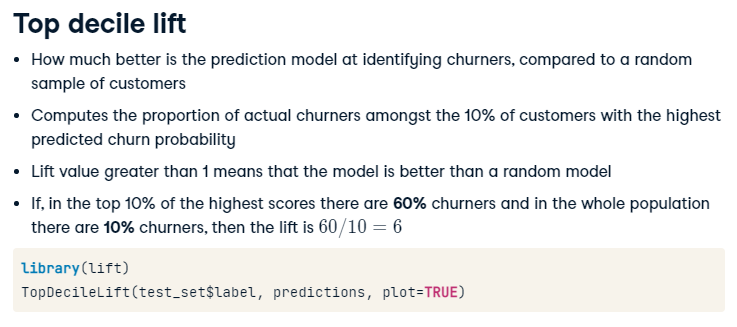 Top decile lift
• How much better is the prediction model at identifying churners, compared to a random
sample of customers
• Computes the proportion of actual churners amongst the 10% of customers with the highest
predicted churn probability
• Lift value greater than 1 means that the model is better than a random model
• If, in the top 10% of the highest scores there are 60% churners and in the whole population
there are 10% churners, then the lift is 60/10 = 6
library(lift)
TopDecileLift(test_set$label, predictions, plot=TRUE)